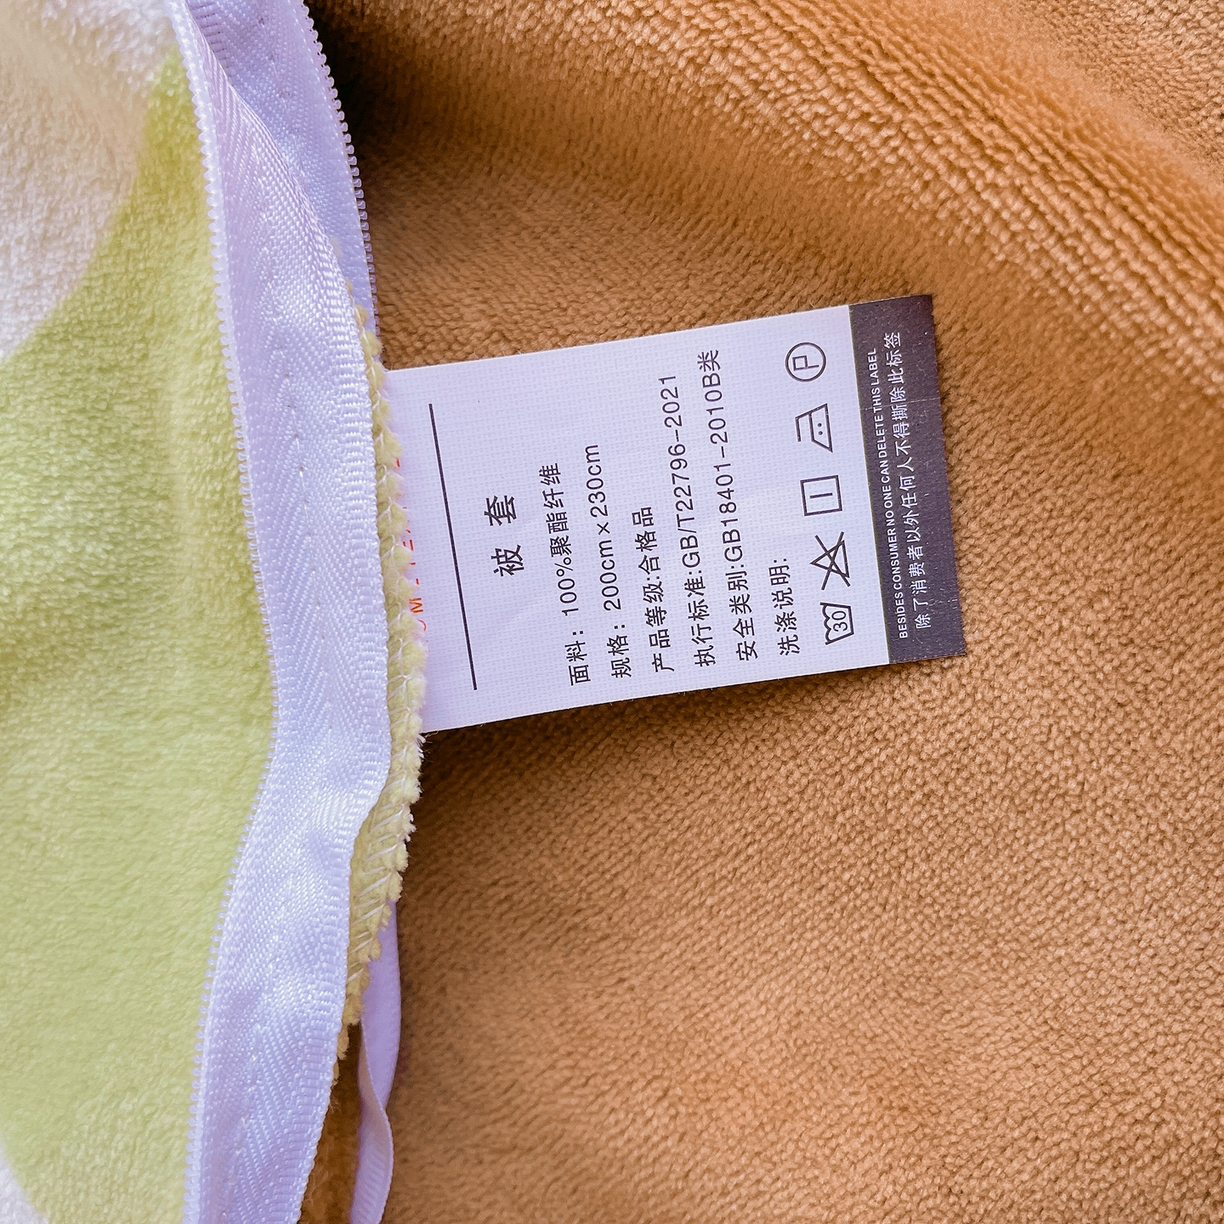 被套
面料：100%聚酯纤维
规格：200cm×230cm
产品等级:合格品
执行标准:GB/T22796-2021
安全类别:GB18401-2010B类
洗涤说明:
30
P
BESIDES CONSUMER NO ONE CAN DELETE THIS LABEL
除了消费者以外任何人不得撕除此标签